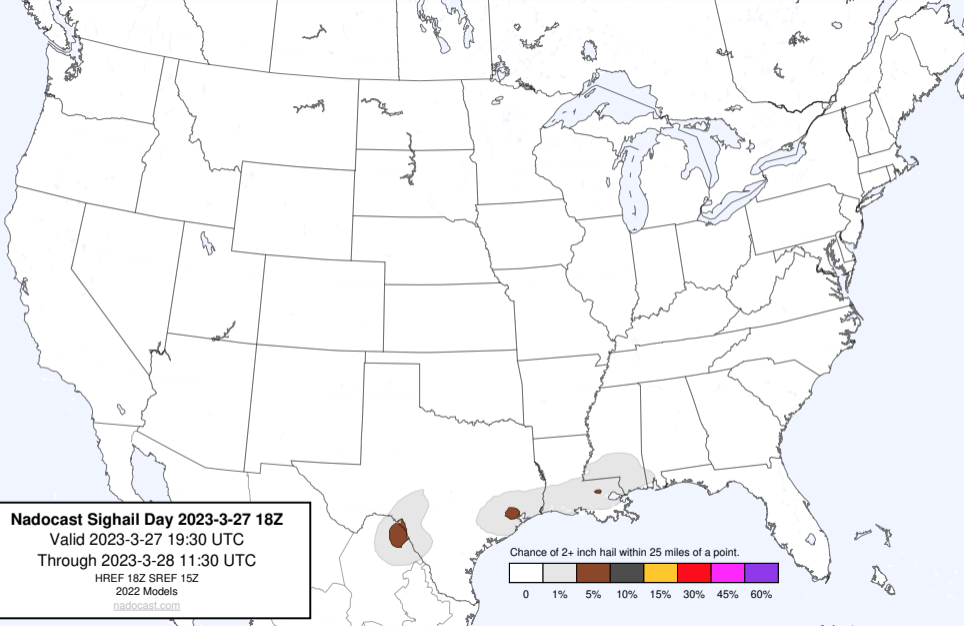 Nadocast Sighail Day 2023-3-27 18Z
Valid 2023-3-27 19:30 UTC
Through 2023-3-28 11:30 UTC
HREF 18Z SREF 15Z
2022 Models
nadocast.com
Chance of 2+ inch hail within 25 miles of a point.
0 1% 5% 10% 15% 30% 45% 60%